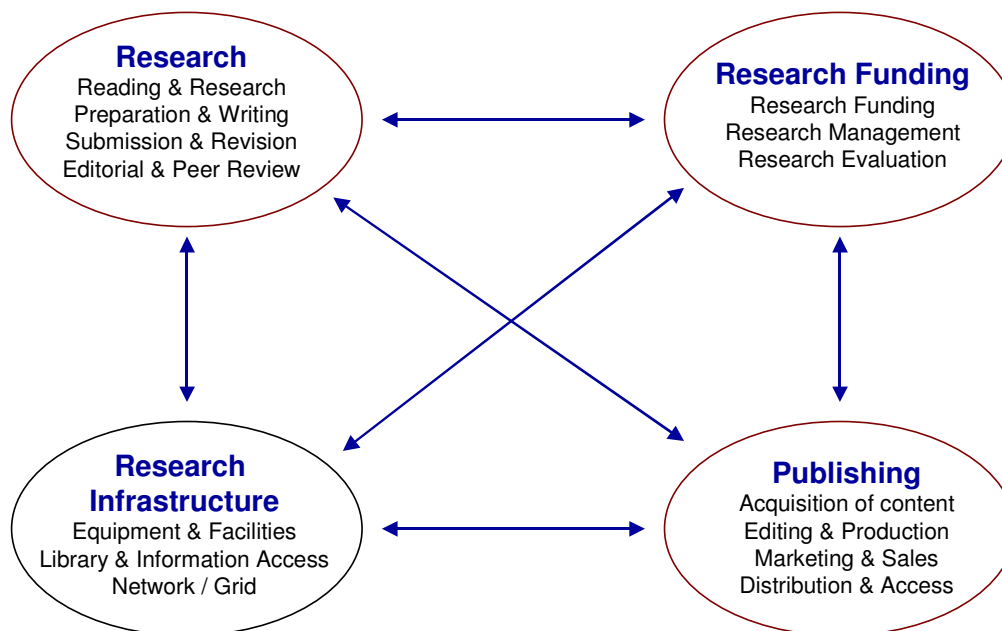 Research
Reading & Research
Preparation & Writing
Submission & Revision
Editorial & Peer Review
Research Funding
Research Funding
Research Management
Research Evaluation
Research
Infrastructure
Equipment & Facilities
Library & Information Access
Network / Grid
Publishing
Acquisition of content
Editing & Production
Marketing & Sales
Distribution & Access